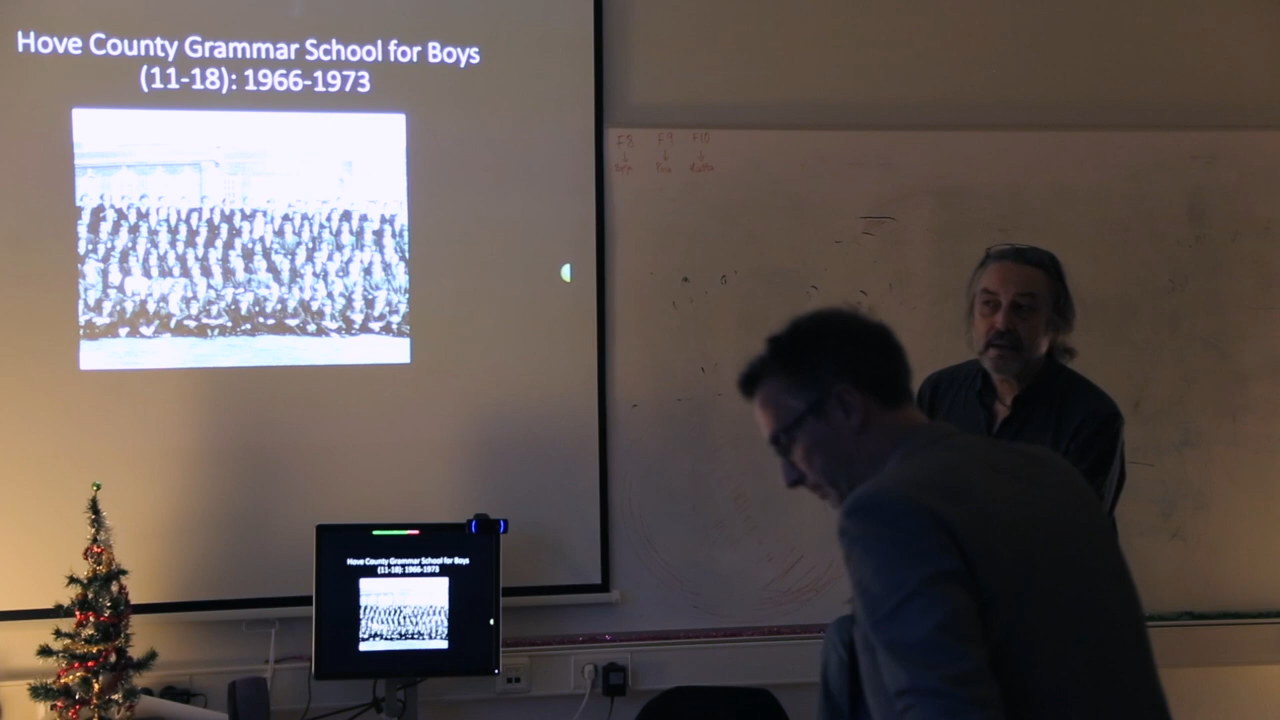 Hove County Grammar School for Boys
(11-18): 1966-1973
F8 F9 F10
Hove County Grammar School for Boys
(11-18): 1966-1973